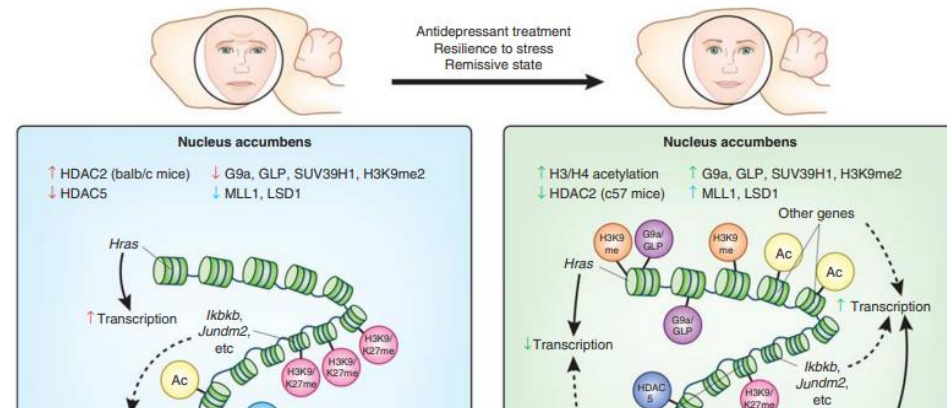 Antidepressant treatment
Resilience to stress
Remissive state
Nucleus accumbens
↑ HDAC2 (balb/c mice) ↓ G9a, GLP, SUV39H1, H3K9me2
↓ HDAC5 ↓ MLL1, LSD1
Hras
↑ Transcription
Ikbkb,
Jundm2,
etc
H3K9/
K27me
H3K9/
K27me
H3K9/
K27me
Ac
Nucleus accumbens
↑ H3/H4 acetylation ↑ G9a, GLP, SUV39H1, H3K9me2
↓ HDAC2 (c57 mice) ↑ MLL1, LSD1
Other genes
H3K9
me
G9a/
GLP
H3K9
me
Ac
Ac
Hras
↑ Transcription
G9a/
GLP
↓ Transcription
Ikbkb,
Jundm2,
etc
HDAC
5
H3K9/
K27me